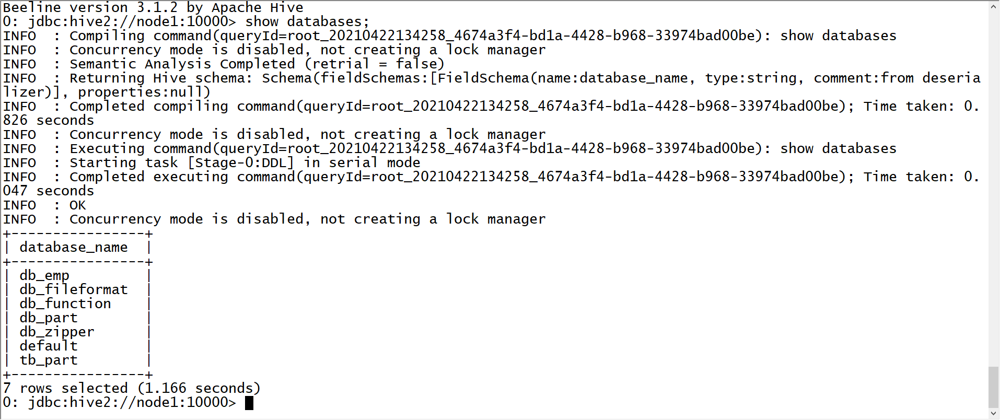 Beeline version 3.1.2 by Apache Hive
0: jdbc:hive2://node1:10000> show databases;
INFO  : Compiling command(queryId=root_20210422134258_4674a3f4-bd1a-4428-b968-33974bad00be): show databases
INFO  : Concurrency mode is disabled, not creating a lock manager
INFO  : Semantic Analysis Completed (retrial = false)
INFO  : Returning Hive schema: Schema(fieldSchemas:[FieldSchema(name:database_name, type:string, comment:from deseria
lizer)], properties:null)
INFO  : Completed compiling command(queryId=root_20210422134258_4674a3f4-bd1a-4428-b968-33974bad00be); Time taken: 0.
826 seconds
INFO  : Concurrency mode is disabled, not creating a lock manager
INFO  : Executing command(queryId=root_20210422134258_4674a3f4-bd1a-4428-b968-33974bad00be): show databases
INFO  : Starting task [Stage-0:DDL] in serial mode
INFO  : Completed executing command(queryId=root_20210422134258_4674a3f4-bd1a-4428-b968-33974bad00be); Time taken: 0.
047 seconds
INFO  : OK
INFO  : Concurrency mode is disabled, not creating a lock manager
+----------------+
| database_name  |
+----------------+
| db_emp         |
| db_fileformat  |
| db_function    |
| db_part        |
| db_zipper      |
| default        |
| tb_part        |
+----------------+
7 rows selected (1.166 seconds)
0: jdbc:hive2://node1:10000>